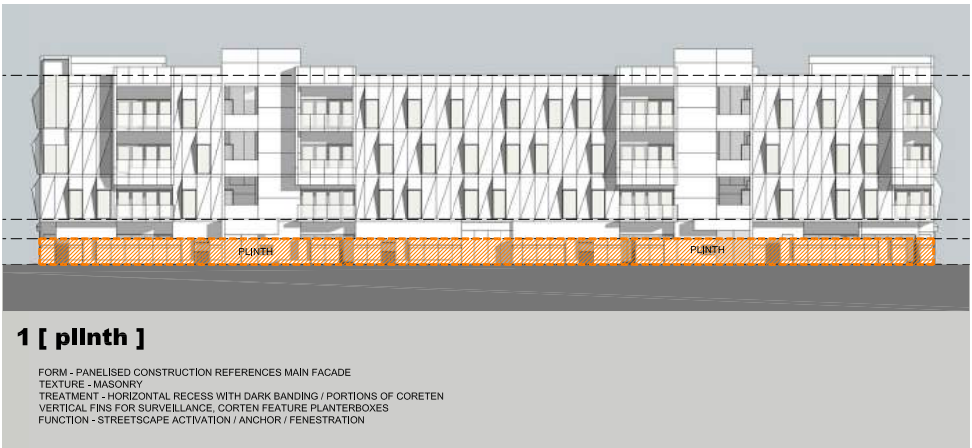 PLINTH PLINTH
1 [ plinth ]
FORM - PANELISED CONSTRUCTION REFERENCES MAIN FACADE
TEXTURE - MASONRY
TREATMENT - HORIZONTAL RECESS WITH DARK BANDING / PORTIONS OF CORETEN
VERTICAL FINS FOR SURVEILLANCE, CORTEN FEATURE PLANTERBOXES
FUNCTION - STREETSCAPE ACTIVATION / ANCHOR / FENESTRATION